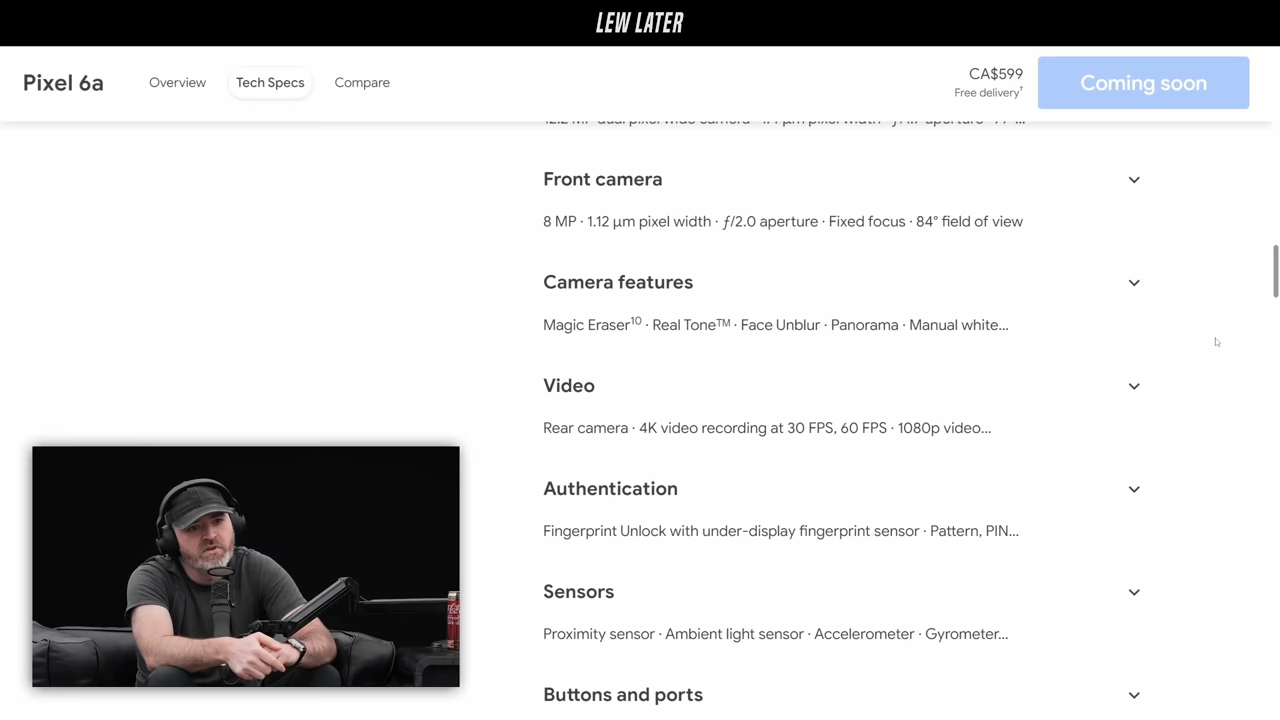 LEW LATER
Pixel 6a
Overview
Tech Specs
Compare
CA$599
Free delivery†
Coming soon
Front camera
8 MP · 1.12 μm pixel width · ƒ/2.0 aperture · Fixed focus · 84° field of view
Camera features
Magic Eraser10 · Real Tone™ · Face Unblur · Panorama · Manual white...
Video
Rear camera · 4K video recording at 30 FPS, 60 FPS · 1080p video...
Authentication
Fingerprint Unlock with under-display fingerprint sensor · Pattern, PIN...
Sensors
Proximity sensor · Ambient light sensor · Accelerometer · Gyrometer...
Buttons and ports